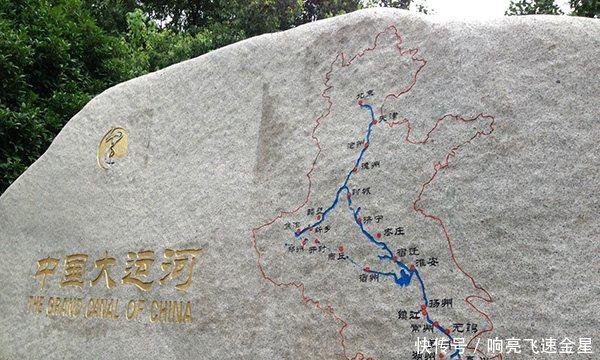 中国大运河
THE GRAND CANAL OF CHINA
北京
天津
沧州
德州
聊城
济宁
枣庄
新乡
郑州 开封
商丘
宿迁
淮安
宿州
扬州
镇江
常州 无锡
快传号 / 响亮飞速金星